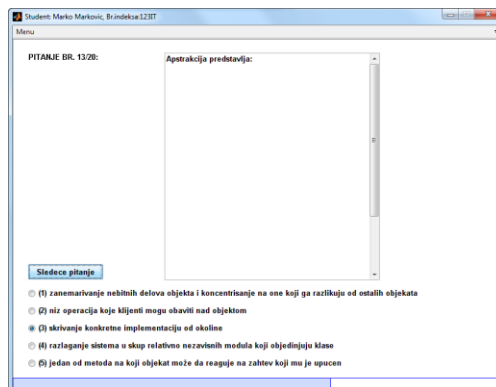 Student: Marko Markovic, Br.indeksa:123IT
Menu
PITANJE BR. 13/20:
Apstrakcija predstavlja:
Sledece pitanje
(1) zanemarivanje nebitnih delova objekta i koncentrisanje na one koji ga razlikuju od ostalih objekata
(2) niz operacija koje klijenti mogu obaviti nad objektom
(3) skrivanje konkretne implementaciju od okoline
(4) razlaganje sistema u skup relativno nezavisnih modula koji objedinjuju klase
(5) jedan od metoda na koji objekat može da reaguje na zahtev koji mu je upucen